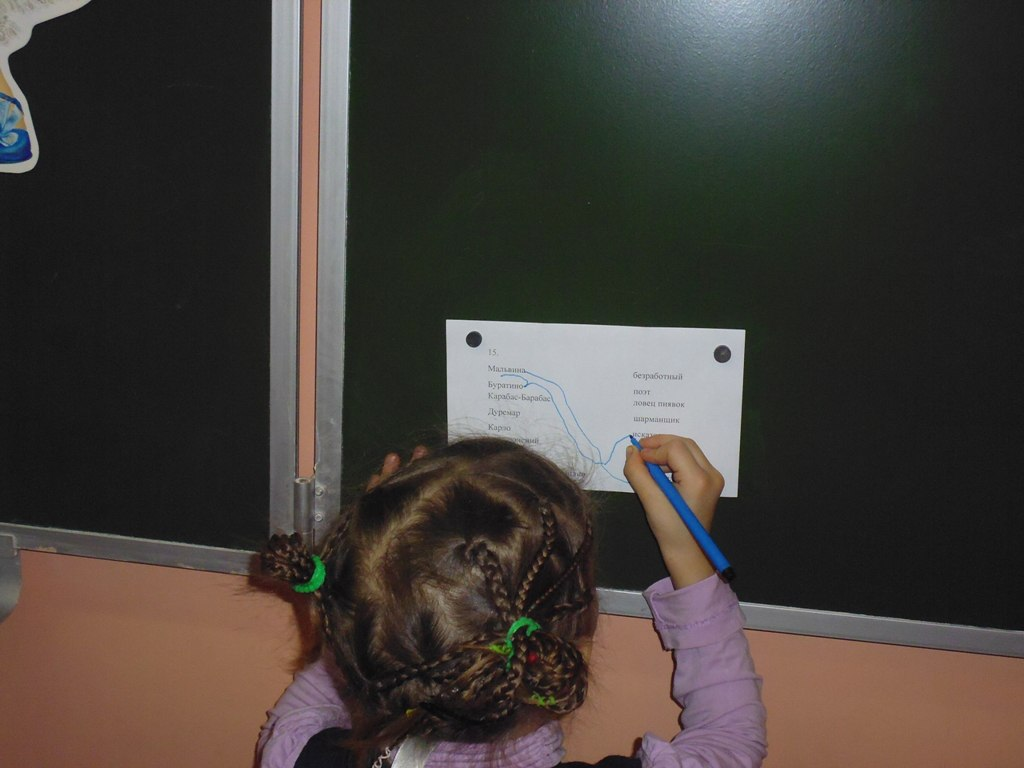 15.
Мальвина
Буратино
Карабас-Барабас
Дуремар
Карло
безработный
поэт
ловец пиявок
шарманщик